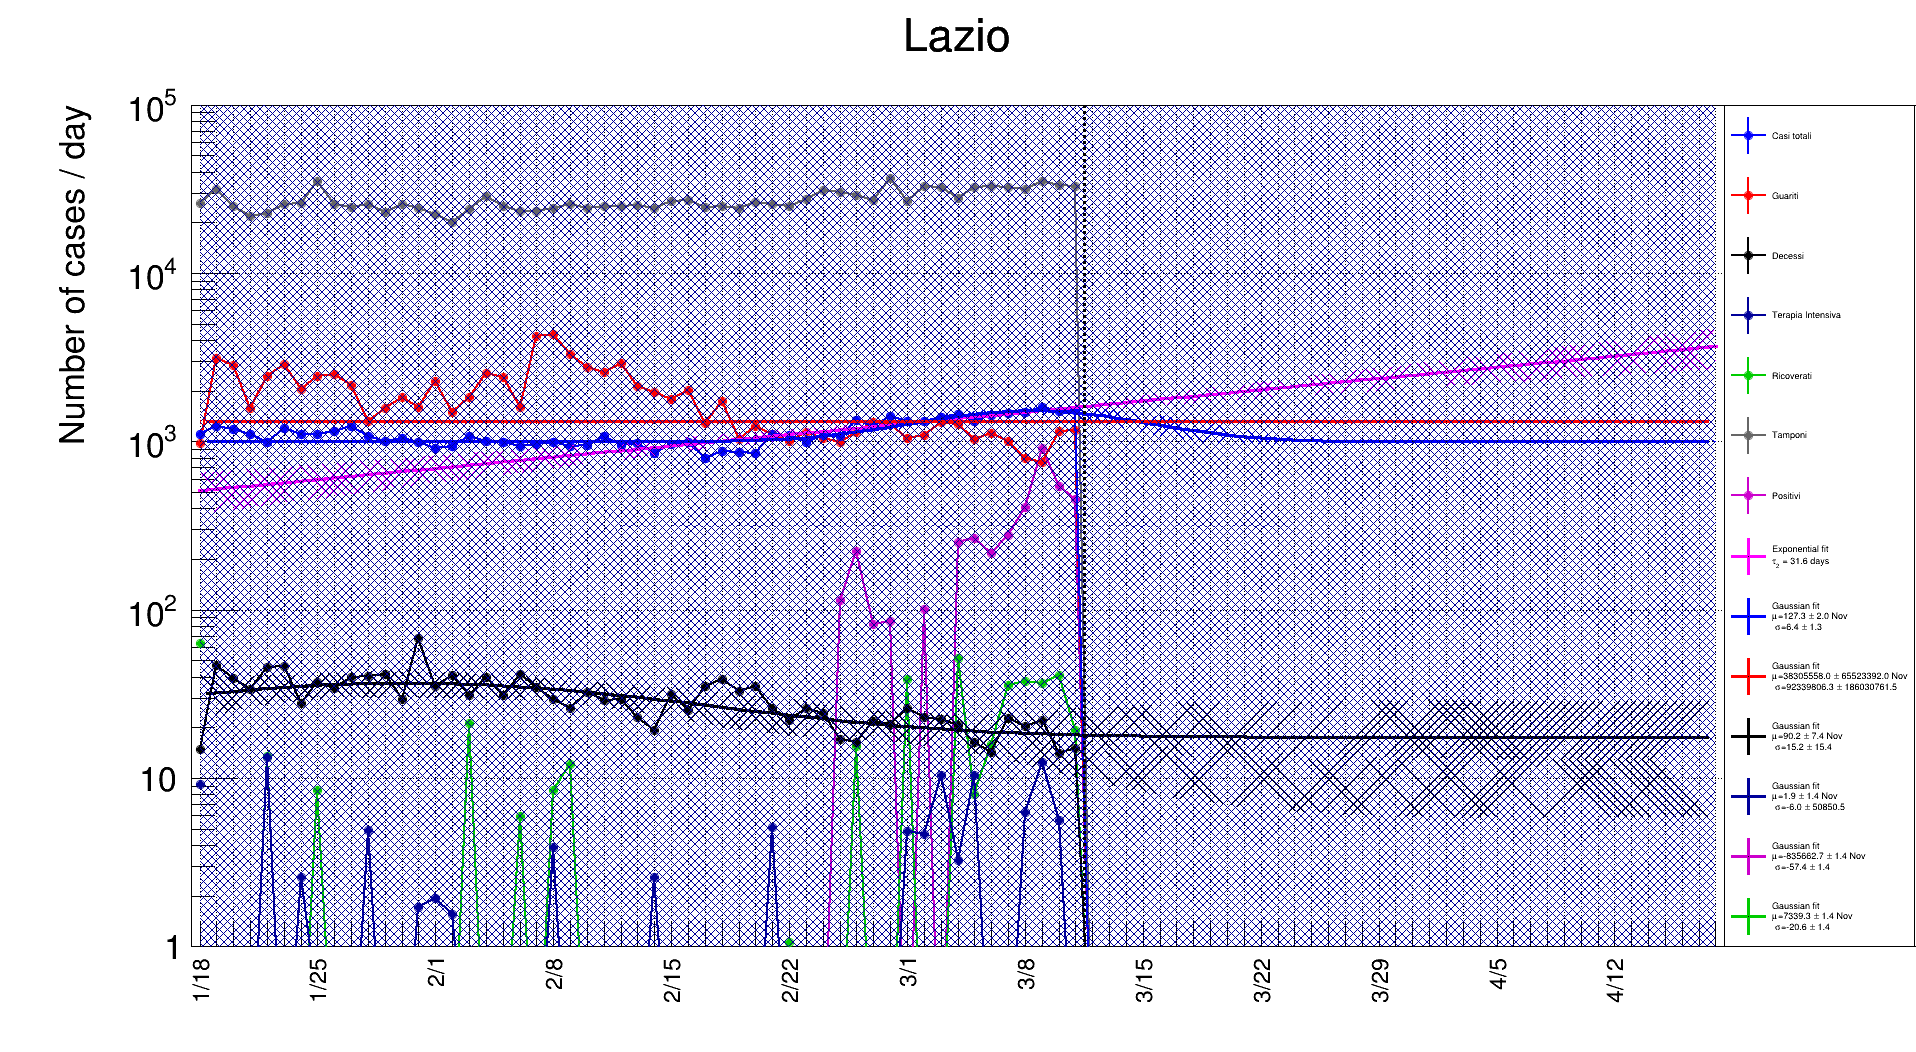 Lazio
Number of cases / day
10^5
10^4
10^3
10^2
10
1
1/18
1/25
2/1
2/8
2/15
2/22
3/1
3/8
3/15
3/22
3/29
4/5
4/12
Casi totali
Guariti
Decessi
Terapia Intensiva
Ricoverati
Tamponi
Positivi
Exponential fit
τ_2 = 31.6 days
Gaussian fit
μ=127.3 ± 2.0 Nov
σ=6.4 ± 1.3
Gaussian fit
μ=38305558.0 ± 65523392.0 Nov
σ=92339806.3 ± 186030761.5
Gaussian fit
μ=90.2 ± 7.4 Nov
σ=15.2 ± 15.4
Gaussian fit
μ=1.9 ± 1.4 Nov
σ=-6.0 ± 50850.5
Gaussian fit
μ=-835662.7 ± 1.4 Nov
σ=-57.4 ± 1.4
Gaussian fit
μ=7339.3 ± 1.4 Nov
σ=-20.6 ± 1.4